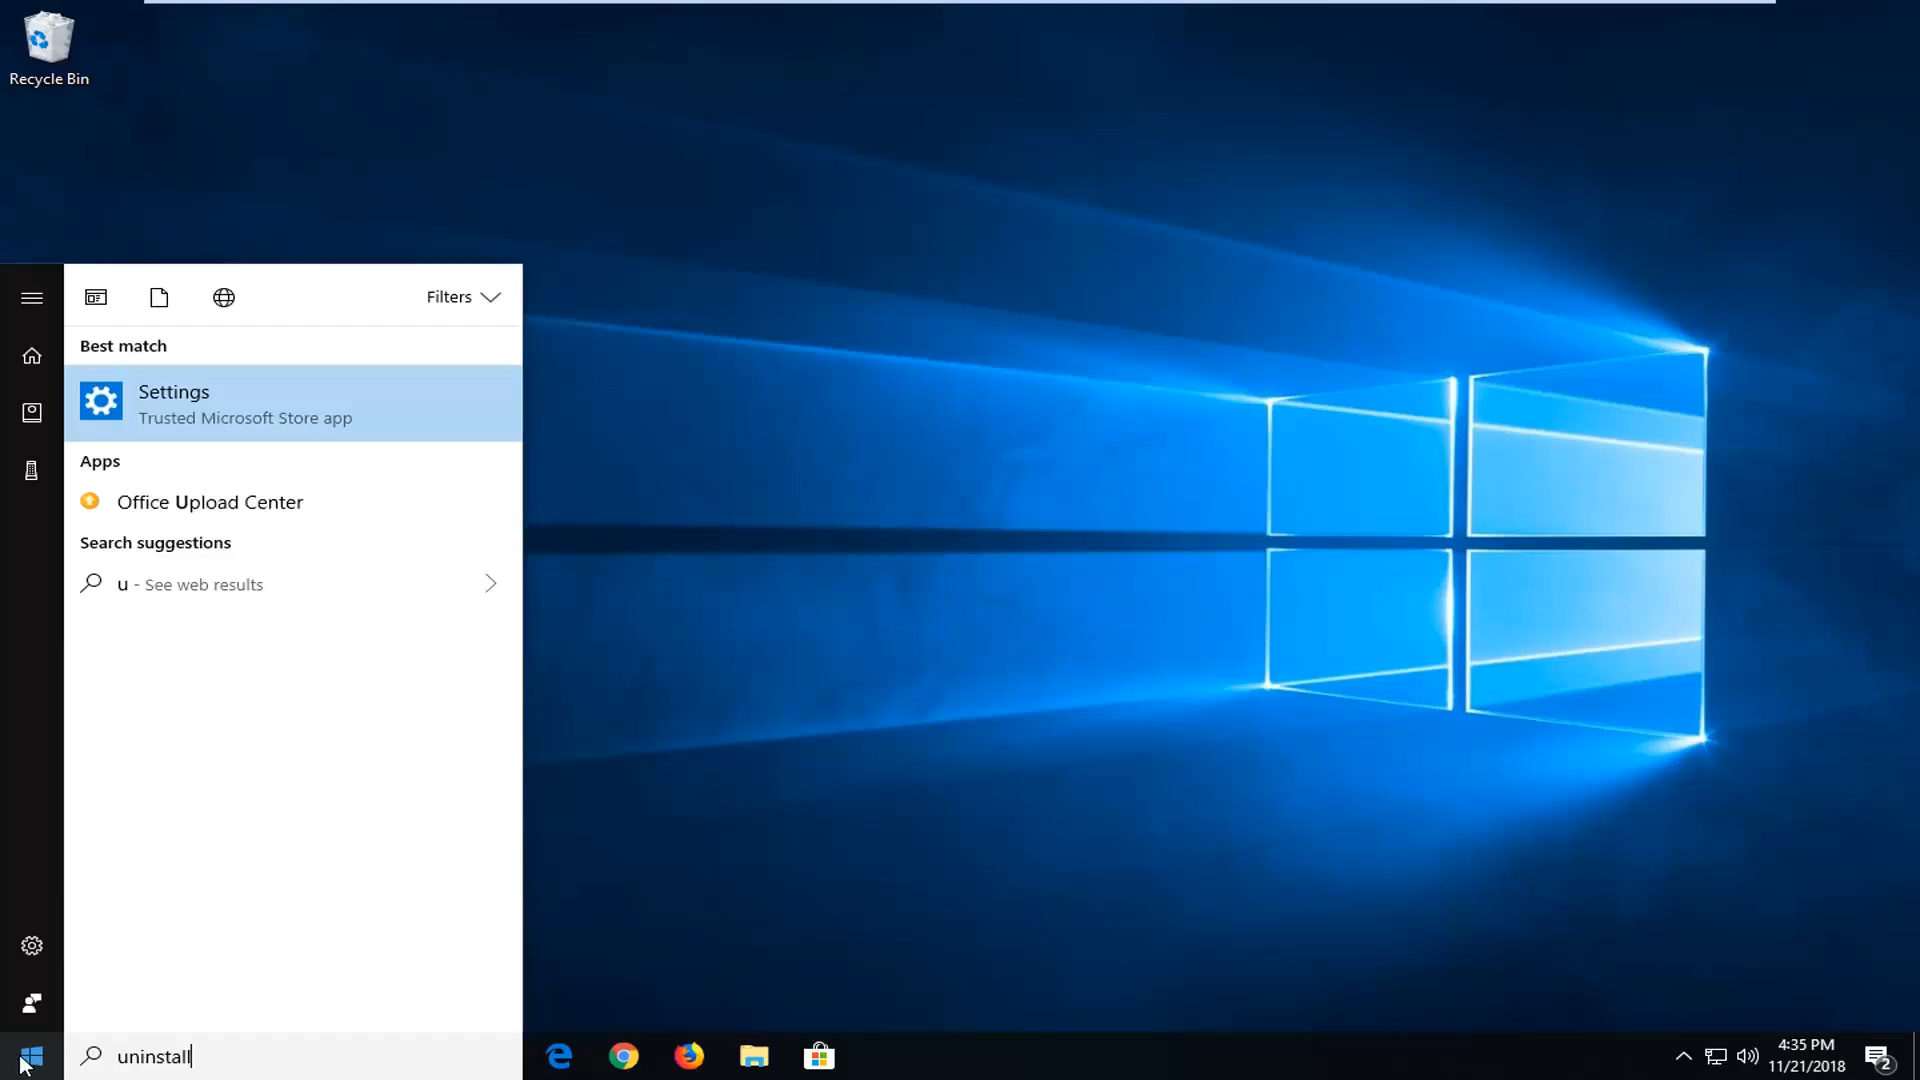 Recycle Bin
Filters
Best match
Settings
Trusted Microsoft Store app
Apps
Office Upload Center
Search suggestions
u - See web results
uninstall
4:35 PM
11/21/2018
2